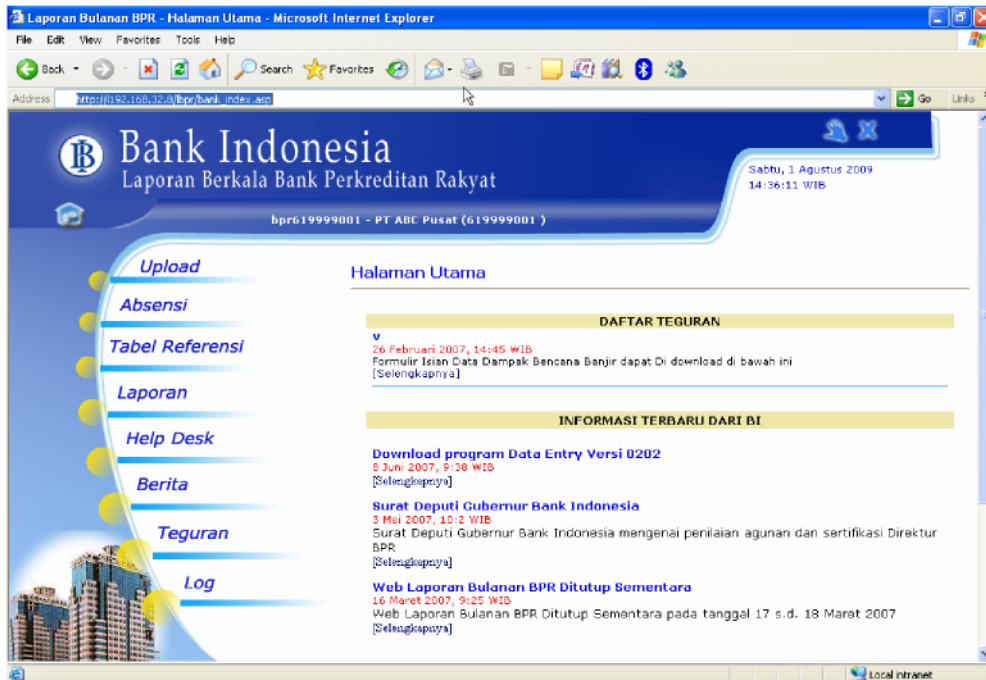 Laporan Bulanan BPR - Halaman Utama - Microsoft Internet Explorer
File Edit View Favorites Tools Help
Back Search Favorites
Address http://192.168.32.8/lbpr/bank_index.asp Go Links
Bank Indonesia
Laporan Berkala Bank Perkreditan Rakyat
Sabtu, 1 Agustus 2009
14:36:11 WIB
bpr619999001 - PT ABC Pusat (619999001 )
Upload
Absensi
Tabel Referensi
Laporan
Help Desk
Berita
Teguran
Log
Halaman Utama
DAFTAR TEGURAN
v
26 Februari 2007, 14:45 WIB
Formulir Isian Data Dampak Bencana Banjir dapat Di download di bawah ini
[Selengkapnya]
INFORMASI TERBARU DARI BI
Download program Data Entry Versi 0202
8 Juni 2007, 9:38 WIB
[Selengkapnya]
Surat Deputi Gubernur Bank Indonesia
3 Mei 2007, 10:2 WIB
Surat Deputi Gubernur Bank Indonesia mengenai penilaian agunan dan sertifikasi Direktur
BPR
[Selengkapnya]
Web Laporan Bulanan BPR Ditutup Sementara
16 Maret 2007, 9:25 WIB
Web Laporan Bulanan BPR Ditutup Sementara pada tanggal 17 s.d. 18 Maret 2007
[Selengkapnya]
Local intranet